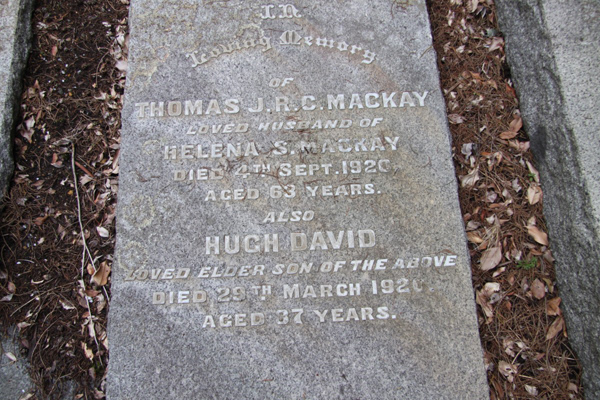 IN
Loving Memory
OF
THOMAS J.R.C. MACKAY
LOVED HUSBAND OF
HELENA S. MACKAY
DIED 4TH SEPT. 1920
AGED 63 YEARS.
ALSO
HUGH DAVID
LOVED ELDER SON OF THE ABOVE
DIED 29TH MARCH 1920
AGED 37 YEARS.